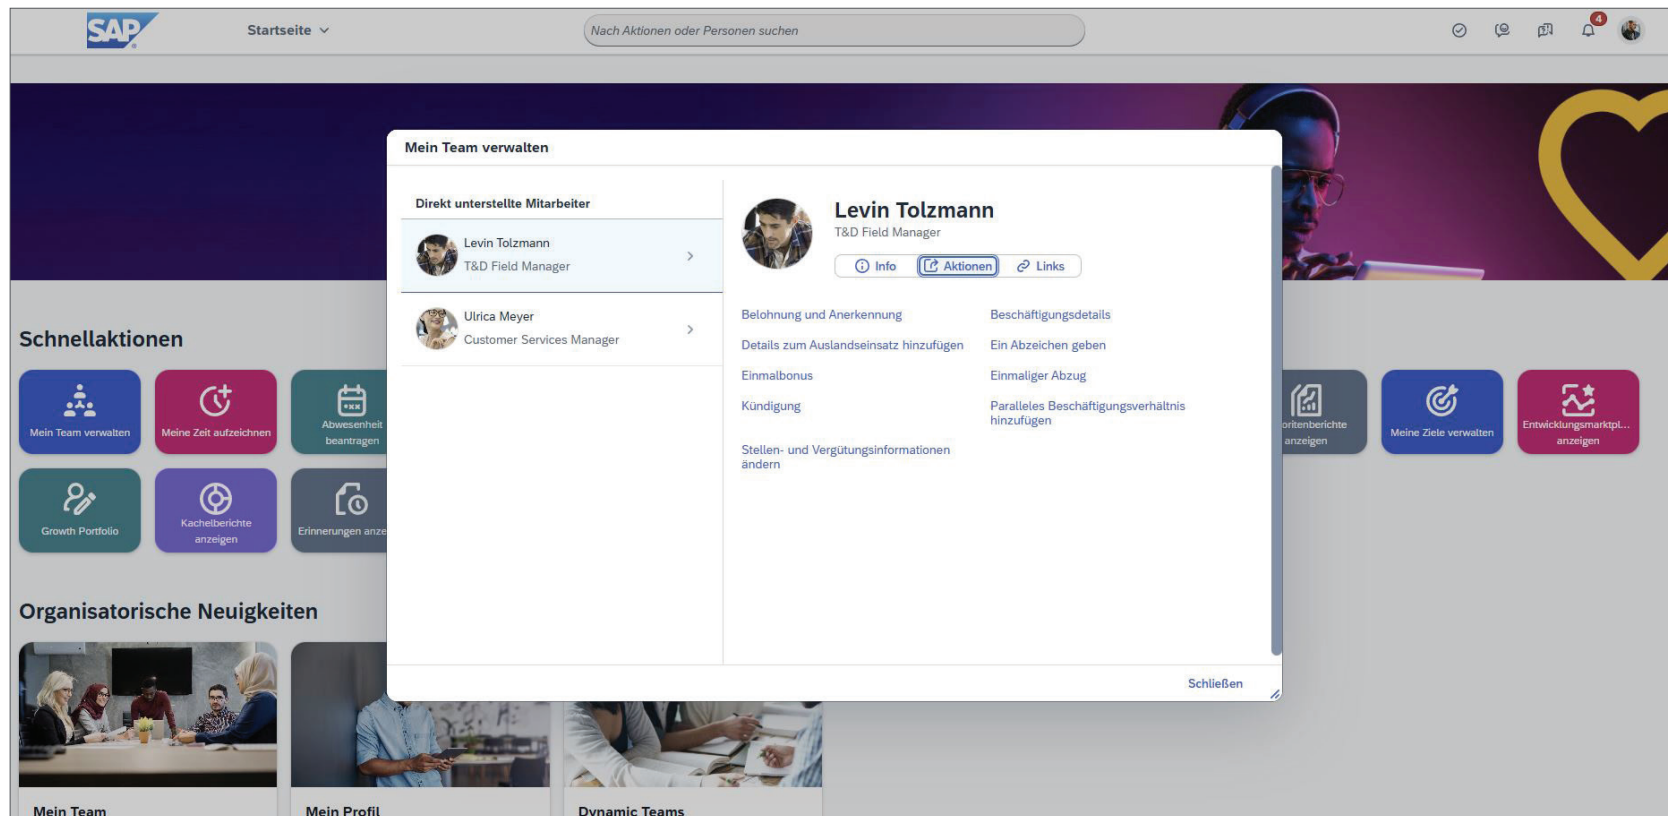 SAP
Startseite
Nach Aktionen oder Personen suchen
4
Mein Team verwalten
Direkt unterstellte Mitarbeiter
Levin Tolzmann
T&D Field Manager
Ulrica Meyer
Customer Services Manager
Levin Tolzmann
T&D Field Manager
Info
Aktionen
Links
Belohnung und Anerkennung
Beschäftigungsdetails
Details zum Auslandseinsatz hinzufügen
Ein Abzeichen geben
Einmalbonus
Einmaliger Abzug
Kündigung
Paralleles Beschäftigungsverhältnis
hinzufügen
Stellen- und Vergütungsinformationen
ändern
Schließen
Schnellaktionen
Mein Team verwalten
Meine Zeit aufzeichnen
Abwesenheit
beantragen
oritenberichte
anzeigen
Meine Ziele verwalten
Entwicklungsmarktpl...
anzeigen
Growth Portfolio
Kachelberichte
anzeigen
Erinnerungen anze
Organisatorische Neuigkeiten
Mein Team
Mein Profil
Dynamic Teams